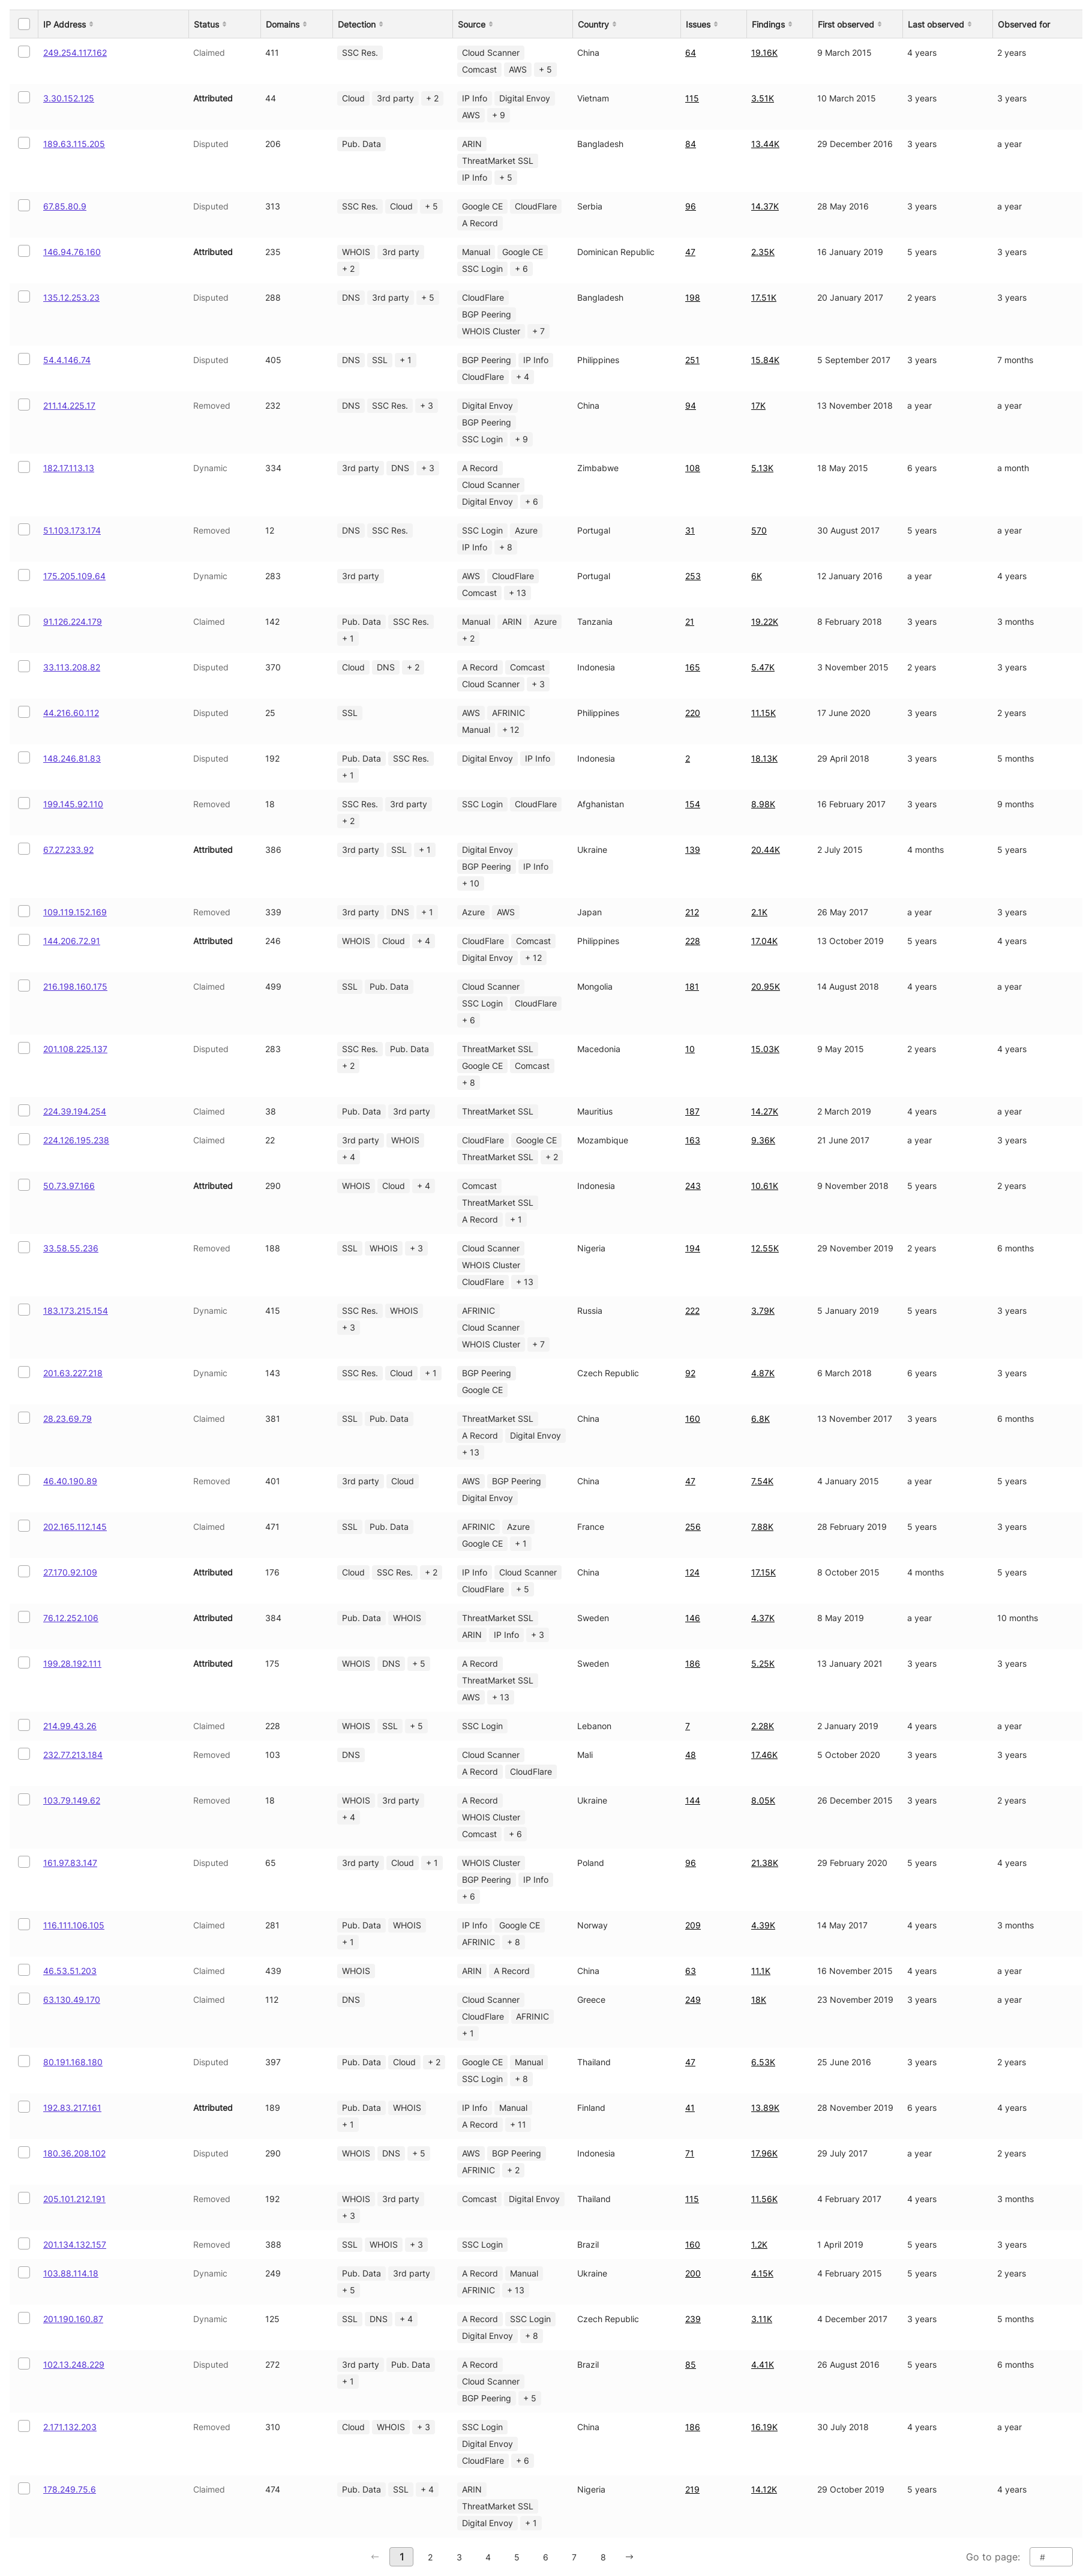 IP Address Status Domains Detection Source Country Issues Findings First observed Last observed Observed for
249.254.117.162 Claimed 411 SSC Res. Cloud Scanner China 64 19.16K 9 March 2015 4 years 2 years
Comcast AWS + 5
3.30.152.125 Attributed 44 Cloud 3rd party + 2 IP Info Digital Envoy Vietnam 115 3.51K 10 March 2015 3 years 3 years
AWS + 9
189.63.115.205 Disputed 206 Pub. Data ARIN Bangladesh 84 13.44K 29 December 2016 3 years a year
ThreatMarket SSL
IP Info + 5
67.85.80.9 Disputed 313 SSC Res. Cloud + 5 Google CE CloudFlare Serbia 96 14.37K 28 May 2016 3 years a year
A Record
146.94.76.160 Attributed 235 WHOIS 3rd party Manual Google CE Dominican Republic 47 2.35K 16 January 2019 5 years 3 years
+ 2 SSC Login + 6
135.12.253.23 Disputed 288 DNS 3rd party + 5 CloudFlare Bangladesh 198 17.51K 20 January 2017 2 years 3 years
BGP Peering
WHOIS Cluster + 7
54.4.146.74 Disputed 405 DNS SSL + 1 BGP Peering IP Info Philippines 251 15.84K 5 September 2017 3 years 7 months
CloudFlare + 4
211.14.225.17 Removed 232 DNS SSC Res. + 3 Digital Envoy China 94 17K 13 November 2018 a year a year
BGP Peering
SSC Login + 9
182.17.113.13 Dynamic 334 3rd party DNS + 3 A Record Zimbabwe 108 5.13K 18 May 2015 6 years a month
Cloud Scanner
Digital Envoy + 6
51.103.173.174 Removed 12 DNS SSC Res. SSC Login Azure Portugal 31 570 30 August 2017 5 years a year
IP Info + 8
175.205.109.64 Dynamic 283 3rd party AWS CloudFlare Portugal 253 6K 12 January 2016 a year 4 years
Comcast + 13
91.126.224.179 Claimed 142 Pub. Data SSC Res. Manual ARIN Azure Tanzania 21 19.22K 8 February 2018 3 years 3 months
+ 1 + 2
33.113.208.82 Disputed 370 Cloud DNS + 2 A Record Comcast Indonesia 165 5.47K 3 November 2015 2 years 3 years
Cloud Scanner + 3
44.216.60.112 Disputed 25 SSL AWS AFRINIC Philippines 220 11.15K 17 June 2020 3 years 2 years
Manual + 12
148.246.81.83 Disputed 192 Pub. Data SSC Res. Digital Envoy IP Info Indonesia 2 18.13K 29 April 2018 3 years 5 months
+ 1
199.145.92.110 Removed 18 SSC Res. 3rd party SSC Login CloudFlare Afghanistan 154 8.98K 16 February 2017 3 years 9 months
+ 2
67.27.233.92 Attributed 386 3rd party SSL + 1 Digital Envoy Ukraine 139 20.44K 2 July 2015 4 months 5 years
BGP Peering IP Info
+ 10
109.119.152.169 Removed 339 3rd party DNS + 1 Azure AWS Japan 212 2.1K 26 May 2017 a year 3 years
144.206.72.91 Attributed 246 WHOIS Cloud + 4 CloudFlare Comcast Philippines 228 17.04K 13 October 2019 5 years 4 years
Digital Envoy + 12
216.198.160.175 Claimed 499 SSL Pub. Data Cloud Scanner Mongolia 181 20.95K 14 August 2018 4 years a year
SSC Login CloudFlare
+ 6
201.108.225.137 Disputed 283 SSC Res. Pub. Data ThreatMarket SSL Macedonia 10 15.03K 9 May 2015 2 years 4 years
+ 2 Google CE Comcast
+ 8
224.39.194.254 Claimed 38 Pub. Data 3rd party ThreatMarket SSL Mauritius 187 14.27K 2 March 2019 4 years a year
224.126.195.238 Claimed 22 3rd party WHOIS CloudFlare Google CE Mozambique 163 9.36K 21 June 2017 a year 3 years
+ 4 ThreatMarket SSL + 2
50.73.97.166 Attributed 290 WHOIS Cloud + 4 Comcast Indonesia 243 10.61K 9 November 2018 5 years 2 years
ThreatMarket SSL
A Record + 1
33.58.55.236 Removed 188 SSL WHOIS + 3 Cloud Scanner Nigeria 194 12.55K 29 November 2019 2 years 6 months
WHOIS Cluster
CloudFlare + 13
183.173.215.154 Dynamic 415 SSC Res. WHOIS AFRINIC Russia 222 3.79K 5 January 2019 5 years 3 years
+ 3 Cloud Scanner
WHOIS Cluster + 7
201.63.227.218 Dynamic 143 SSC Res. Cloud + 1 BGP Peering Czech Republic 92 4.87K 6 March 2018 6 years 3 years
Google CE
28.23.69.79 Claimed 381 SSL Pub. Data ThreatMarket SSL China 160 6.8K 13 November 2017 3 years 6 months
A Record Digital Envoy
+ 13
46.40.190.89 Removed 401 3rd party Cloud AWS BGP Peering China 47 7.54K 4 January 2015 a year 5 years
Digital Envoy
202.165.112.145 Claimed 471 SSL Pub. Data AFRINIC Azure France 256 7.88K 28 February 2019 5 years 3 years
Google CE + 1
27.170.92.109 Attributed 176 Cloud SSC Res. + 2 IP Info Cloud Scanner China 124 17.15K 8 October 2015 4 months 5 years
CloudFlare + 5
76.12.252.106 Attributed 384 Pub. Data WHOIS ThreatMarket SSL Sweden 146 4.37K 8 May 2019 a year 10 months
ARIN IP Info + 3
199.28.192.111 Attributed 175 WHOIS DNS + 5 A Record Sweden 186 5.25K 13 January 2021 3 years 3 years
ThreatMarket SSL
AWS + 13
214.99.43.26 Claimed 228 WHOIS SSL + 5 SSC Login Lebanon 7 2.28K 2 January 2019 4 years a year
232.77.213.184 Removed 103 DNS Cloud Scanner Mali 48 17.46K 5 October 2020 3 years 3 years
A Record CloudFlare
103.79.149.62 Removed 18 WHOIS 3rd party A Record Ukraine 144 8.05K 26 December 2015 3 years 2 years
+ 4 WHOIS Cluster
Comcast + 6
161.97.83.147 Disputed 65 3rd party Cloud + 1 WHOIS Cluster Poland 96 21.38K 29 February 2020 5 years 4 years
BGP Peering IP Info
+ 6
116.111.106.105 Claimed 281 Pub. Data WHOIS IP Info Google CE Norway 209 4.39K 14 May 2017 4 years 3 months
+ 1 AFRINIC + 8
46.53.51.203 Claimed 439 WHOIS ARIN A Record China 63 11.1K 16 November 2015 4 years a year
63.130.49.170 Claimed 112 DNS Cloud Scanner Greece 249 18K 23 November 2019 3 years a year
CloudFlare AFRINIC
+ 1
80.191.168.180 Disputed 397 Pub. Data Cloud + 2 Google CE Manual Thailand 47 6.53K 25 June 2016 3 years 2 years
SSC Login + 8
192.83.217.161 Attributed 189 Pub. Data WHOIS IP Info Manual Finland 41 13.89K 28 November 2019 6 years 4 years
+ 1 A Record + 11
180.36.208.102 Disputed 290 WHOIS DNS + 5 AWS BGP Peering Indonesia 71 17.96K 29 July 2017 a year 2 years
AFRINIC + 2
205.101.212.191 Removed 192 WHOIS 3rd party Comcast Digital Envoy Thailand 115 11.56K 4 February 2017 4 years 3 months
+ 3
201.134.132.157 Removed 388 SSL WHOIS + 3 SSC Login Brazil 160 1.2K 1 April 2019 5 years 3 years
103.88.114.18 Dynamic 249 Pub. Data 3rd party A Record Manual Ukraine 200 4.15K 4 February 2015 5 years 2 years
+ 5 AFRINIC + 13
201.190.160.87 Dynamic 125 SSL DNS + 4 A Record SSC Login Czech Republic 239 3.11K 4 December 2017 3 years 5 months
Digital Envoy + 8
102.13.248.229 Disputed 272 3rd party Pub. Data A Record Brazil 85 4.41K 26 August 2016 5 years 6 months
+ 1 Cloud Scanner
BGP Peering + 5
2.171.132.203 Removed 310 Cloud WHOIS + 3 SSC Login China 186 16.19K 30 July 2018 4 years a year
Digital Envoy
CloudFlare + 6
178.249.75.6 Claimed 474 Pub. Data SSL + 4 ARIN Nigeria 219 14.12K 29 October 2019 5 years 4 years
ThreatMarket SSL
Digital Envoy + 1
← 1 2 3 4 5 6 7 8 → Go to page: #